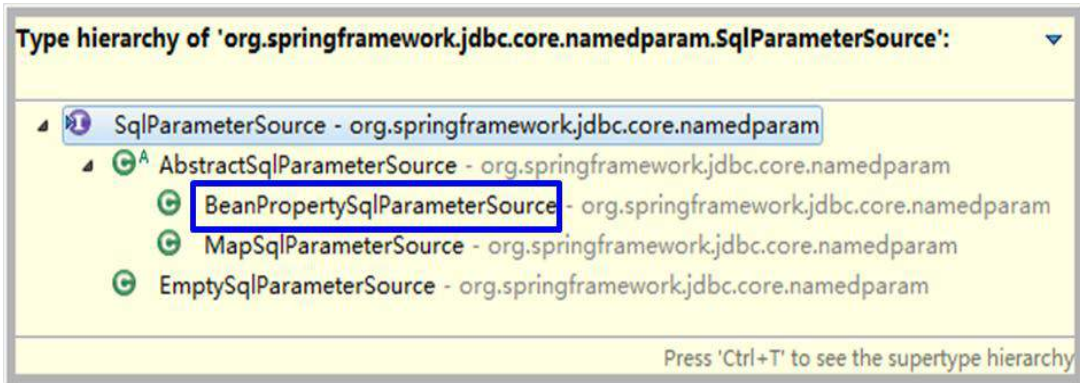 Type hierarchy of 'org.springframework.jdbc.core.namedparam.SqlParameterSource':
SqlParameterSource - org.springframework.jdbc.core.namedparam
AbstractSqlParameterSource - org.springframework.jdbc.core.namedparam
BeanPropertySqlParameterSource - org.springframework.jdbc.core.namedparam
MapSqlParameterSource - org.springframework.jdbc.core.namedparam
EmptySqlParameterSource - org.springframework.jdbc.core.namedparam
Press 'Ctrl+T' to see the supertype hierarchy